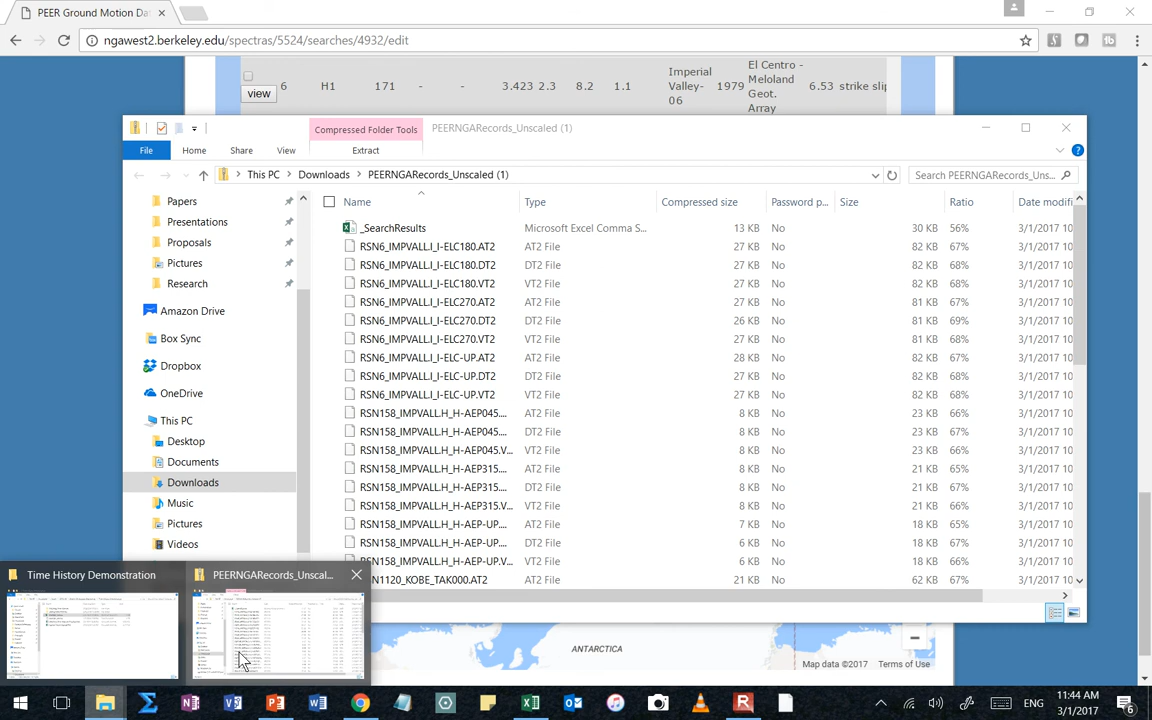 PEER Ground Motion Da
ngawest2.berkeley.edu/spectras/5524/searches/4932/edit
view 6 H1 171 - - 3.423 2.3 8.2 1.1 Imperial Valley-06 1979 El Centro - Meloland Geot. Array 6.53 strike slip
Compressed Folder Tools PEERNGARecords_Unscaled (1)
File Home Share View Extract
This PC > Downloads > PEERNGARecords_Unscaled (1) Search PEERNGARecords_Uns...
Name Type Compressed size Password p... Size Ratio Date modifi
Papers
Presentations
Proposals
Pictures
Research
Amazon Drive
Box Sync
Dropbox
OneDrive
This PC
Desktop
Documents
Downloads
Music
Pictures
Videos
_SearchResults Microsoft Excel Comma S... 13 KB No 30 KB 56% 3/1/2017 10
RSN6_IMPVALL.I_I-ELC180.AT2 AT2 File 27 KB No 82 KB 67% 3/1/2017 10
RSN6_IMPVALL.I_I-ELC180.DT2 DT2 File 27 KB No 82 KB 68% 3/1/2017 10
RSN6_IMPVALL.I_I-ELC180.VT2 VT2 File 27 KB No 82 KB 68% 3/1/2017 10
RSN6_IMPVALL.I_I-ELC270.AT2 AT2 File 27 KB No 81 KB 67% 3/1/2017 10
RSN6_IMPVALL.I_I-ELC270.DT2 DT2 File 26 KB No 81 KB 69% 3/1/2017 10
RSN6_IMPVALL.I_I-ELC270.VT2 VT2 File 27 KB No 81 KB 68% 3/1/2017 10
RSN6_IMPVALL.I_I-ELC-UP.AT2 AT2 File 28 KB No 82 KB 67% 3/1/2017 10
RSN6_IMPVALL.I_I-ELC-UP.DT2 DT2 File 27 KB No 82 KB 68% 3/1/2017 10
RSN6_IMPVALL.I_I-ELC-UP.VT2 VT2 File 27 KB No 82 KB 68% 3/1/2017 10
RSN158_IMPVALL.H_H-AEP045.... AT2 File 8 KB No 23 KB 66% 3/1/2017 10
RSN158_IMPVALL.H_H-AEP045.... DT2 File 8 KB No 23 KB 67% 3/1/2017 10
RSN158_IMPVALL.H_H-AEP045.V... VT2 File 8 KB No 23 KB 66% 3/1/2017 10
RSN158_IMPVALL.H_H-AEP315.... AT2 File 8 KB No 21 KB 65% 3/1/2017 10
RSN158_IMPVALL.H_H-AEP315.... DT2 File 8 KB No 21 KB 67% 3/1/2017 10
RSN158_IMPVALL.H_H-AEP315.V... VT2 File 8 KB No 21 KB 66% 3/1/2017 10
RSN158_IMPVALL.H_H-AEP-UP.... AT2 File 7 KB No 18 KB 65% 3/1/2017 10
RSN158_IMPVALL.H_H-AEP-UP.... DT2 File 6 KB No 18 KB 67% 3/1/2017 10
RSN158_IMPVALL.H_H-AEP-UP.V... VT2 File 6 KB No 18 KB 66% 3/1/2017 10
N1120_KOBE_TAK000.AT2 AT2 File 21 KB No 62 KB 67% 3/1/2017 10
Time History Demonstration
PEERNGARecords_Unscal...
ANTARCTICA
Map data ©2017 Terms of Use
ENG 11:44 AM
3/1/2017
6